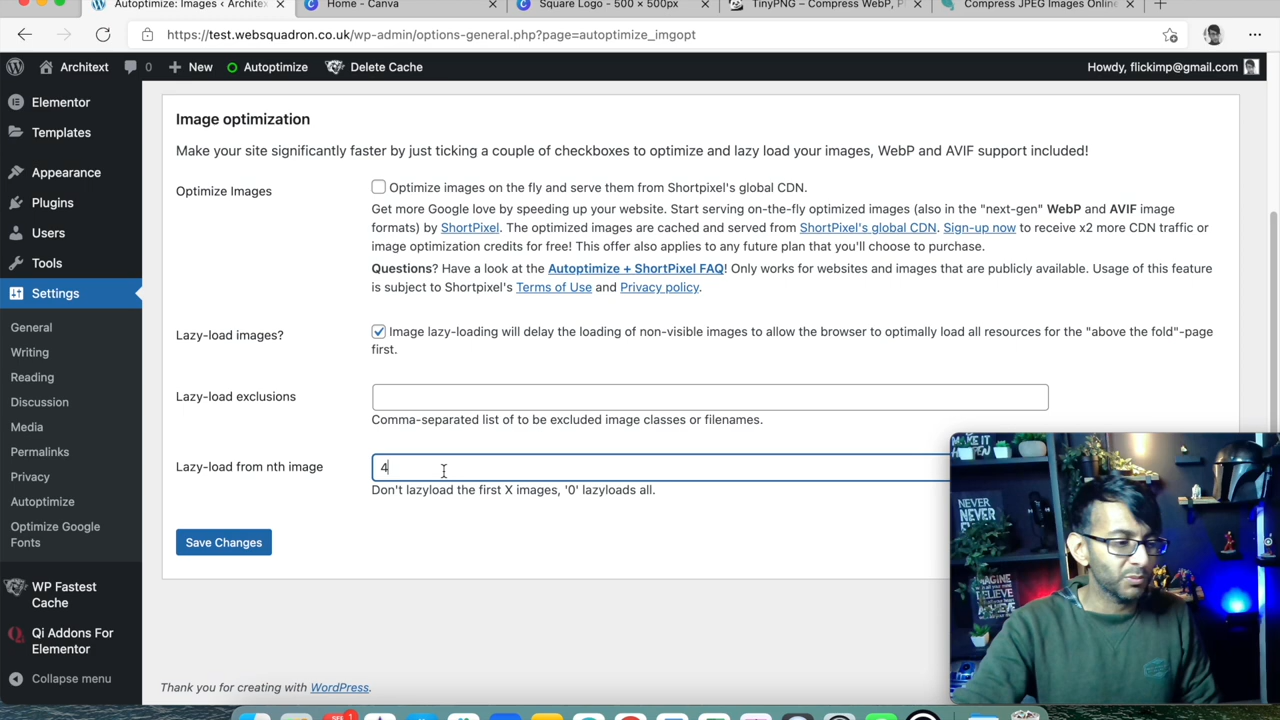 Autoptimize: Images ‹ Architex
Home - Canva
Square Logo - 500 × 500px
TinyPNG – Compress WebP, P
Compress JPEG Images Online
https://test.websquadron.co.uk/wp-admin/options-general.php?page=autoptimize_imgopt
Architext
0
New
Autoptimize
Delete Cache
Howdy, flickimp@gmail.com
Elementor
Templates
Appearance
Plugins
Users
Tools
Settings
General
Writing
Reading
Discussion
Media
Permalinks
Privacy
Autoptimize
Optimize Google
Fonts
WP Fastest
Cache
Qi Addons For
Elementor
Collapse menu
Image optimization
Make your site significantly faster by just ticking a couple of checkboxes to optimize and lazy load your images, WebP and AVIF support included!
Optimize Images
Optimize images on the fly and serve them from Shortpixel's global CDN.
Get more Google love by speeding up your website. Start serving on-the-fly optimized images (also in the "next-gen" WebP and AVIF image
formats) by ShortPixel. The optimized images are cached and served from ShortPixel's global CDN. Sign-up now to receive x2 more CDN traffic or
image optimization credits for free! This offer also applies to any future plan that you'll choose to purchase.
Questions? Have a look at the Autoptimize + ShortPixel FAQ! Only works for websites and images that are publicly available. Usage of this feature
is subject to Shortpixel's Terms of Use and Privacy policy.
Lazy-load images?
Image lazy-loading will delay the loading of non-visible images to allow the browser to optimally load all resources for the "above the fold"-page
first.
Lazy-load exclusions
Comma-separated list of to be excluded image classes or filenames.
Lazy-load from nth image
4
Don't lazyload the first X images, '0' lazyloads all.
Save Changes
Thank you for creating with WordPress.
MAKE IT
HAPPEN
NEVER
NEVER
IMAGINE
BELIEVE
ACHIEVE